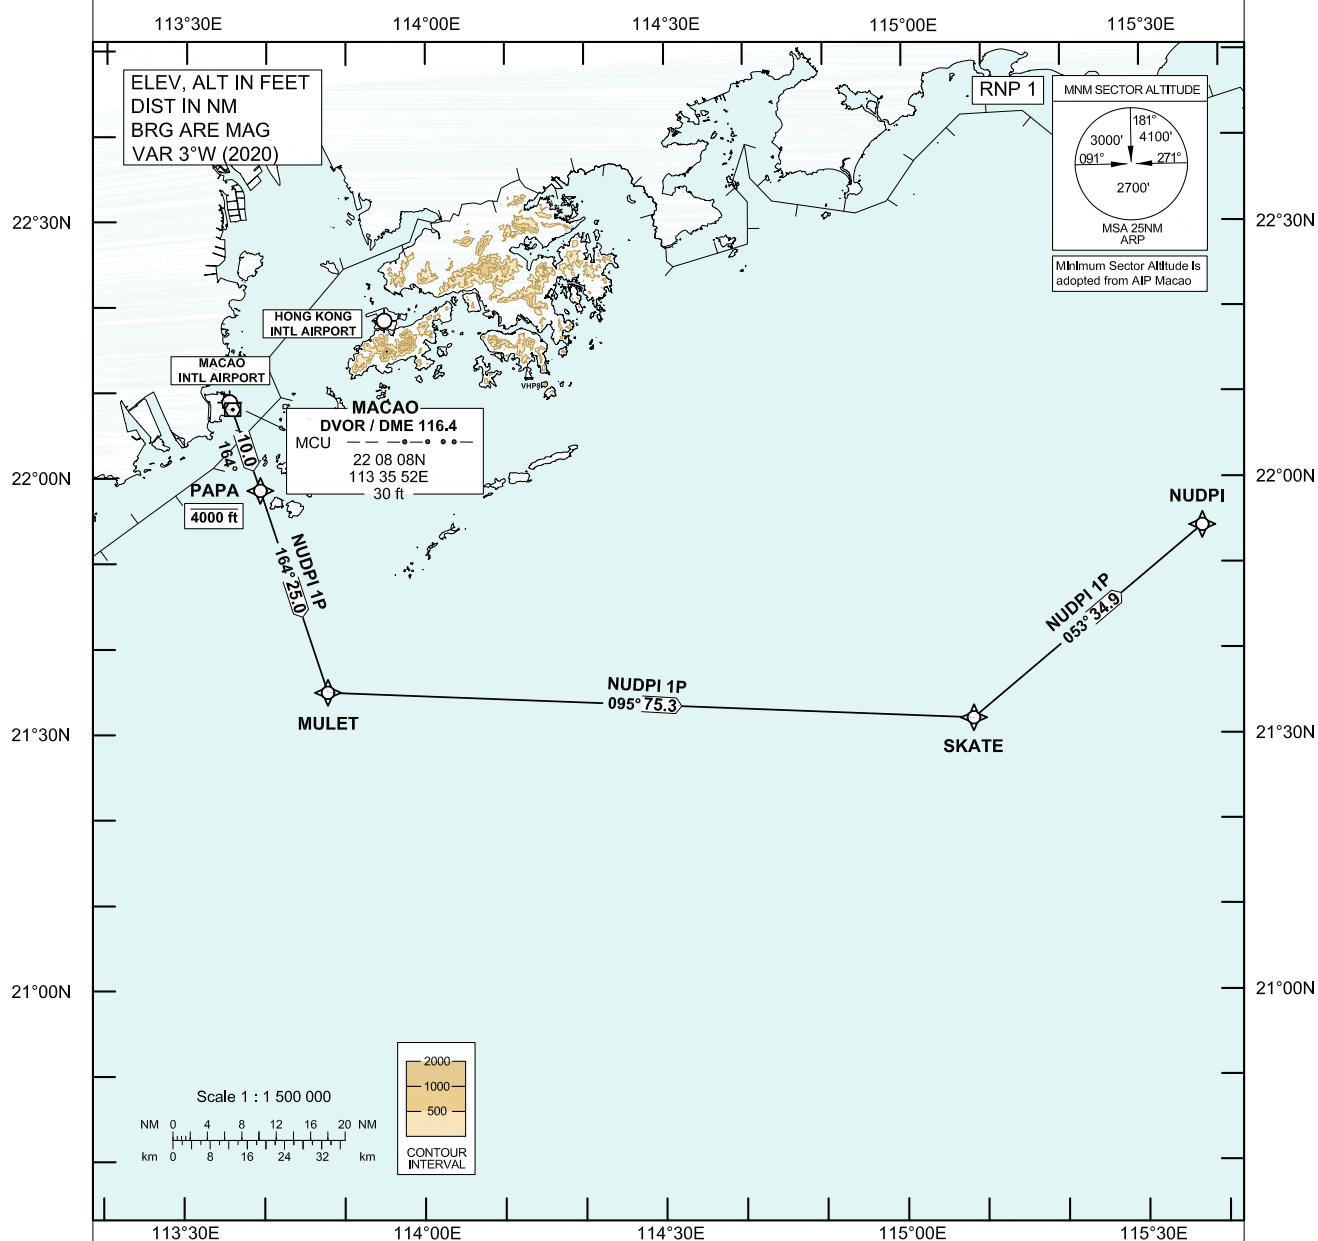 113°30E
114°00E
114°30E
115°00E
115°30E
ELEV, ALT IN FEET
DIST IN NM
BRG ARE MAG
VAR 3°W (2020)
RNP 1
MNM SECTOR ALTITUDE
181°
3000'
4100'
091°
271°
2700'
MSA 25NM
ARP
Minimum Sector Altitude is
adopted from AIP Macao
22°30N
22°30N
HONG KONG
INTL AIRPORT
MACAO
INTL AIRPORT
VHP8
MACAO
DVOR / DME 116.4
MCU
22 08 08N
113 35 52E
30 ft
10.0
164°
22°00N
22°00N
PAPA
4000 ft
NUDPI
NUDPI 1P
164° 25.0
NUDPI 1P
053° 34.9
NUDPI 1P
095° 75.3
MULET
SKATE
21°30N
21°30N
21°00N
21°00N
2000
1000
500
CONTOUR
INTERVAL
Scale 1 : 1 500 000
NM 0 4 8 12 16 20 NM
km 0 8 16 24 32 km
113°30E
114°00E
114°30E
115°00E
115°30E